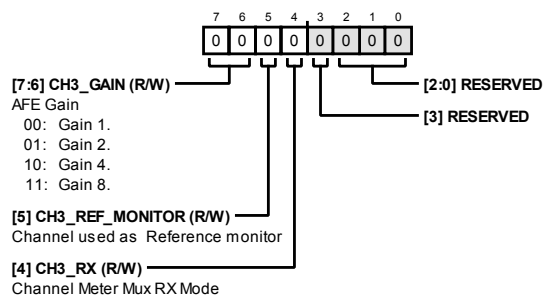 7 6 5 4 3 2 1 0
0 0 0 0 0 0 0 0
[7:6] CH3_GAIN (R/W)
AFE Gain
00: Gain 1.
01: Gain 2.
10: Gain 4.
11: Gain 8.
[5] CH3_REF_MONITOR (R/W)
Channel used as Reference monitor
[4] CH3_RX (R/W)
Channel Meter Mux RX Mode
[2:0] RESERVED
[3] RESERVED